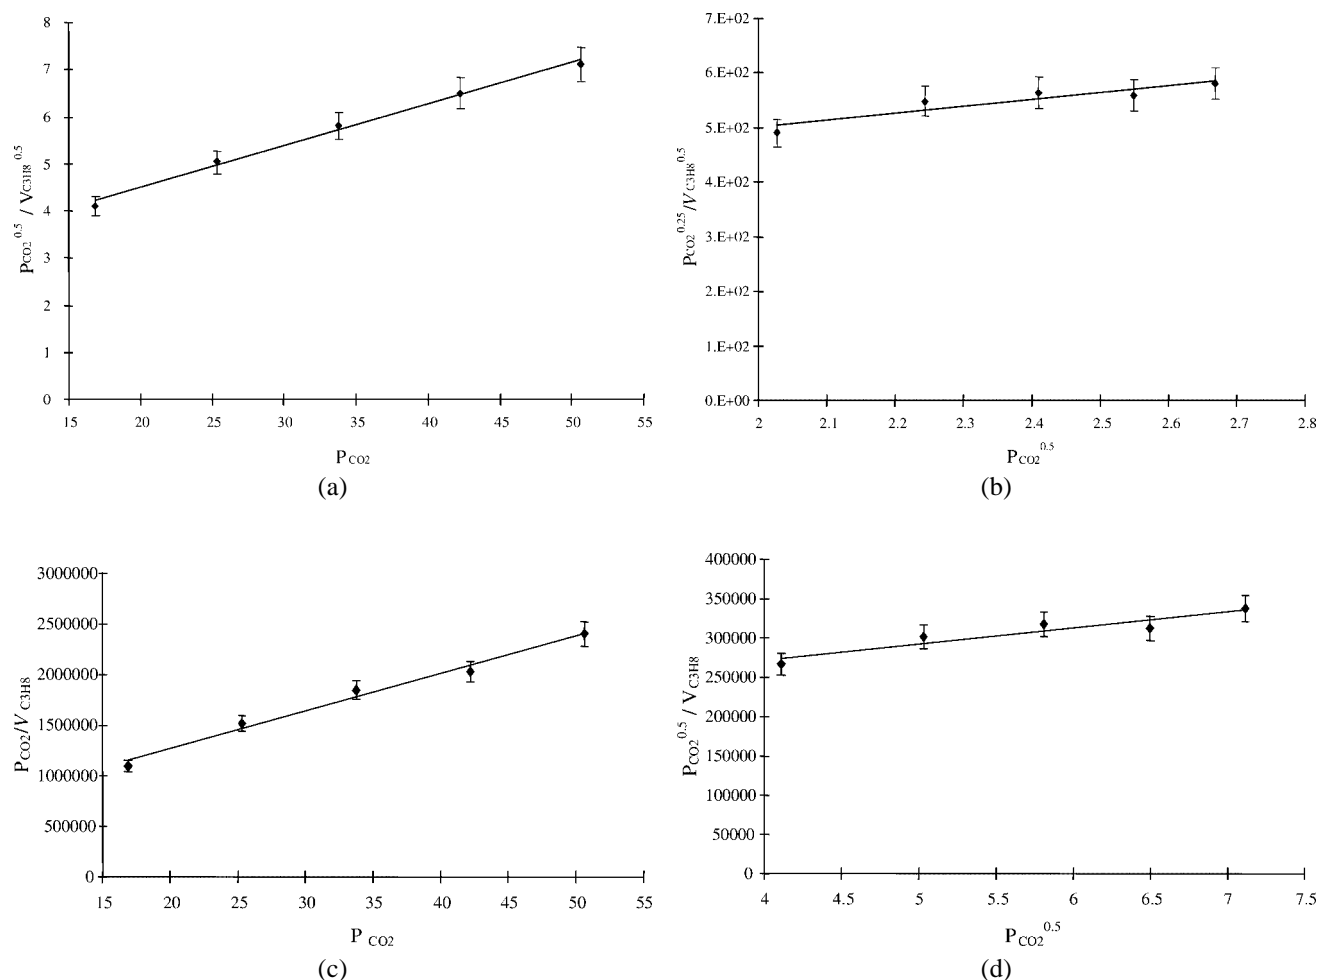 8
7
6
5
4
3
2
1
0
P_CO2^0.5 / V_C3H8^0.5
15 20 25 30 35 40 45 50 55
P_CO2
(a)
7.E+02
6.E+02
5.E+02
4.E+02
3.E+02
2.E+02
1.E+02
0.E+00
P_CO2^0.25/V_C3H8^0.5
2 2.1 2.2 2.3 2.4 2.5 2.6 2.7 2.8
P_CO2^0.5
(b)
3000000
2500000
2000000
1500000
1000000
500000
0
P_CO2/V_C3H8
15 20 25 30 35 40 45 50 55
P_CO2
(c)
400000
350000
300000
250000
200000
150000
100000
50000
0
P_CO2^0.5 / V_C3H8
4 4.5 5 5.5 6 6.5 7 7.5
P_CO2^0.5
(d)